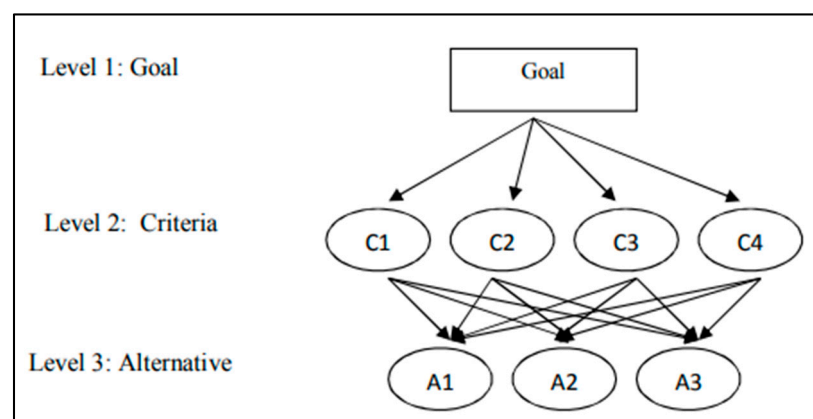 Level 1: Goal
Goal
Level 2:  Criteria
C1
C2
C3
C4
Level 3: Alternative
A1
A2
A3